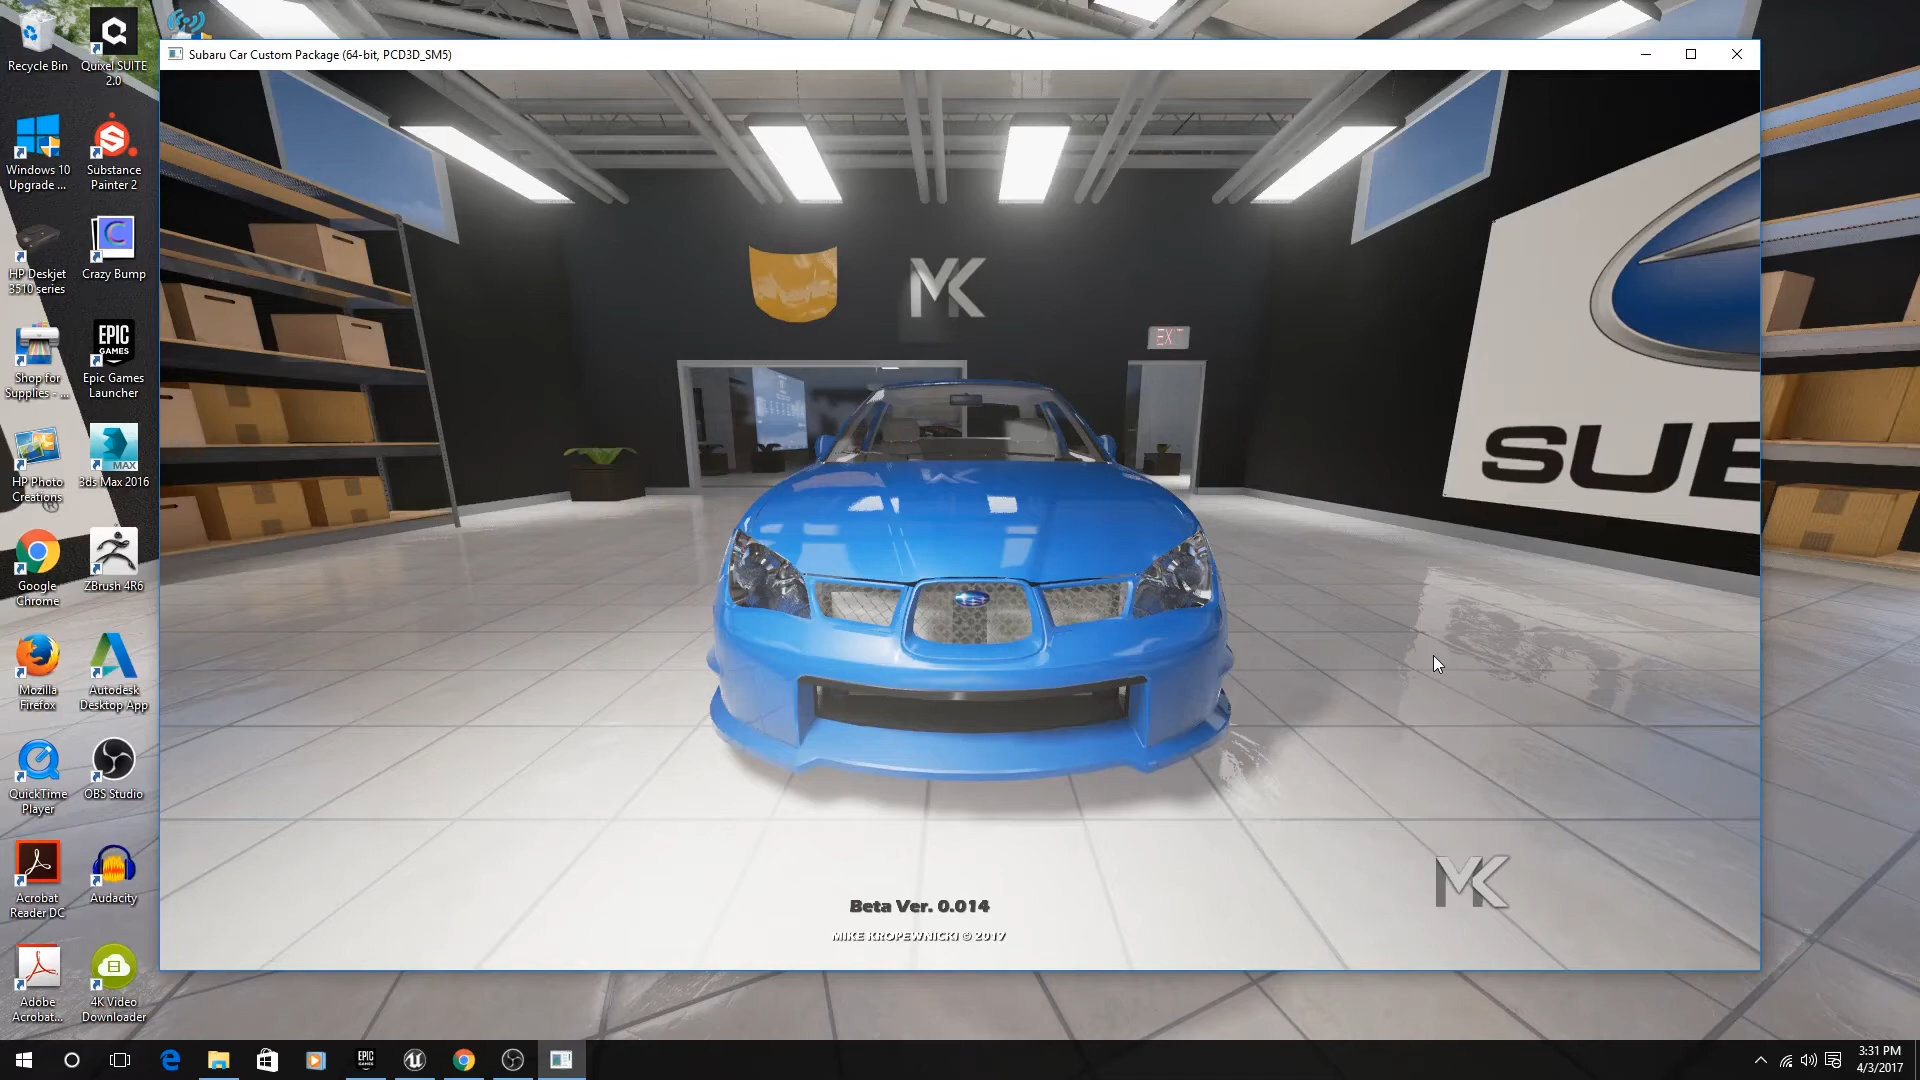 Recycle Bin
Quixel SUITE
2.0
Subaru Car Custom Package (64-bit, PCD3D_SM5)
Windows 10
Upgrade ...
Substance
Painter 2
HP Deskjet
3510 series
Crazy Bump
Shop for
Supplies - ...
EPIC
GAMES
Epic Games
Launcher
HP Photo
Creations
MAX
3ds Max 2016
Google
Chrome
ZBrush 4R6
Mozilla
Firefox
Autodesk
Desktop App
QuickTime
Player
OBS Studio
Acrobat
Reader DC
Audacity
Adobe
Acrobat...
4K Video
Downloader
MK
EXIT
SUB
MK
Beta Ver. 0.014
MIKE KROPEWNICKI © 2017
EPIC
3:31 PM
4/3/2017